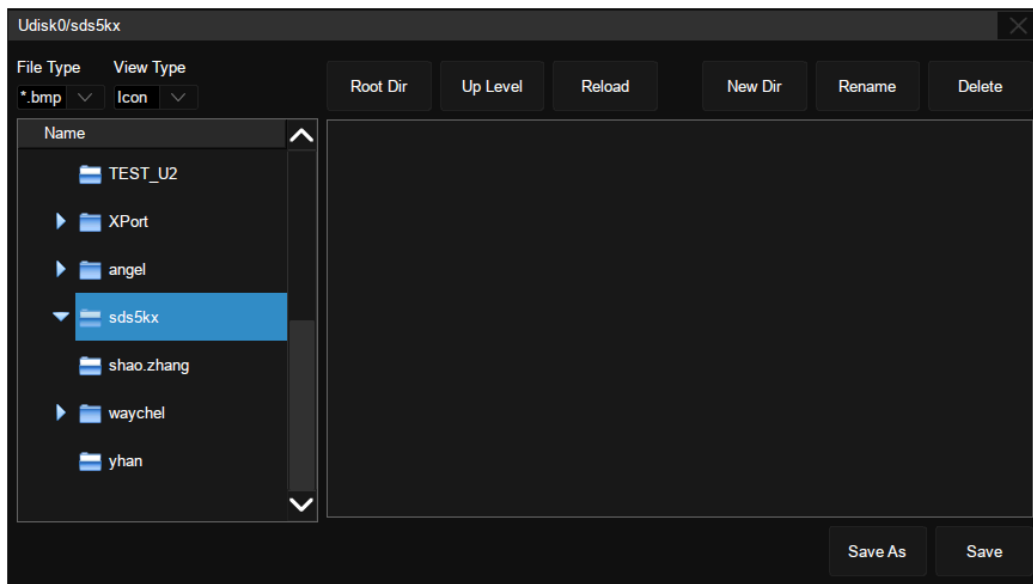 Udisk0/sds5kx
File Type View Type
*.bmp Icon
Root Dir Up Level Reload New Dir Rename Delete
Name
TEST_U2
XPort
angel
sds5kx
shao.zhang
waychel
yhan
Save As Save